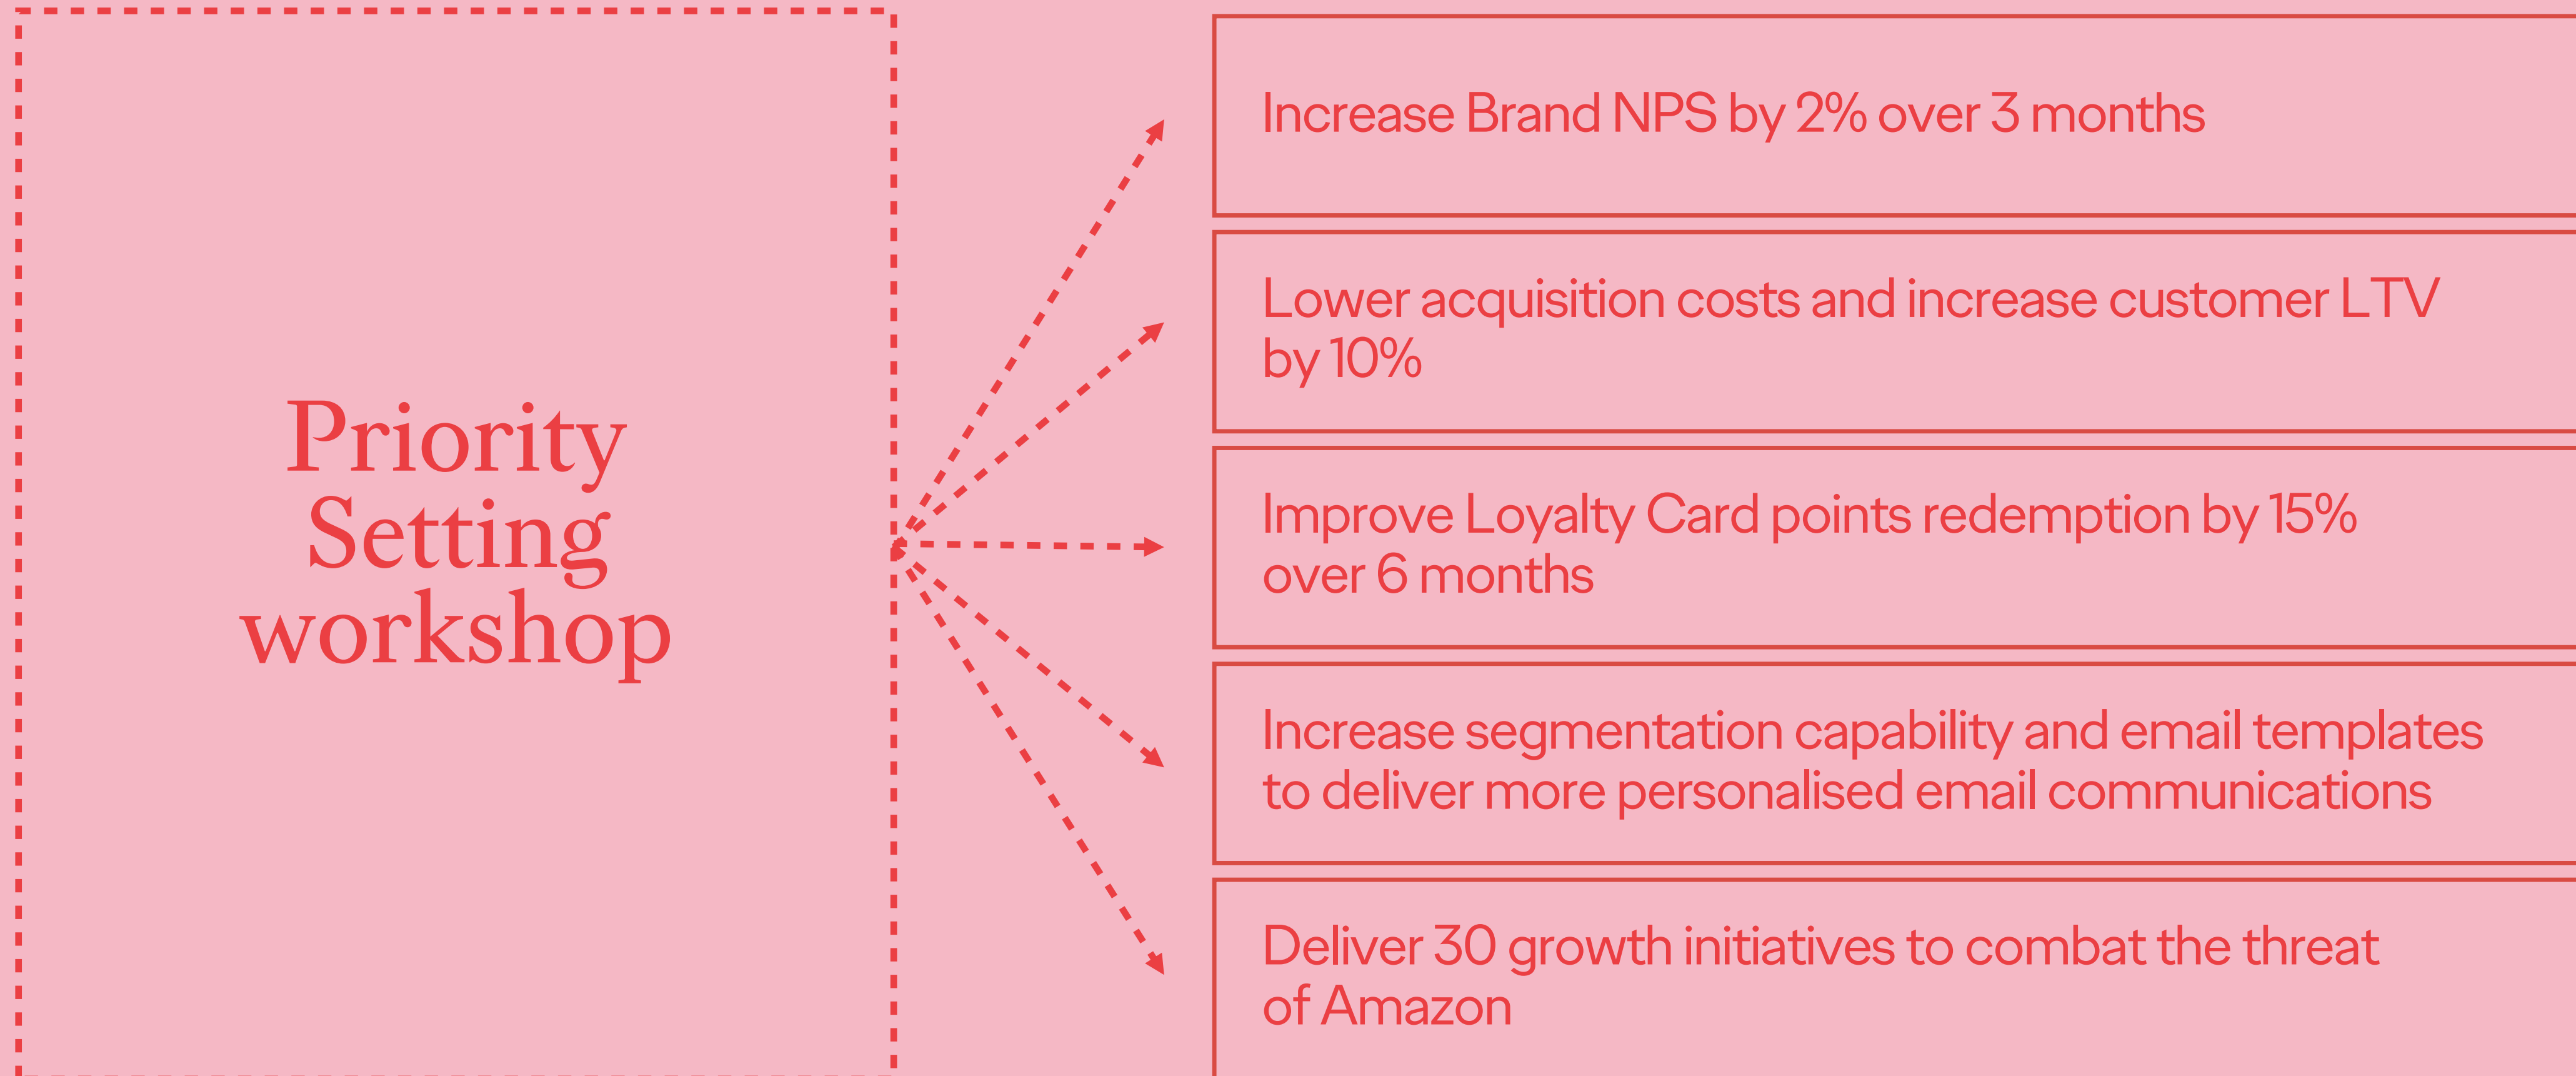 Priority
Setting
workshop
Increase Brand NPS by 2% over 3 months
Lower acquisition costs and increase customer LTV
by 10%
Improve Loyalty Card points redemption by 15%
over 6 months
Increase segmentation capability and email templates
to deliver more personalised email communications
Deliver 30 growth initiatives to combat the threat
of Amazon